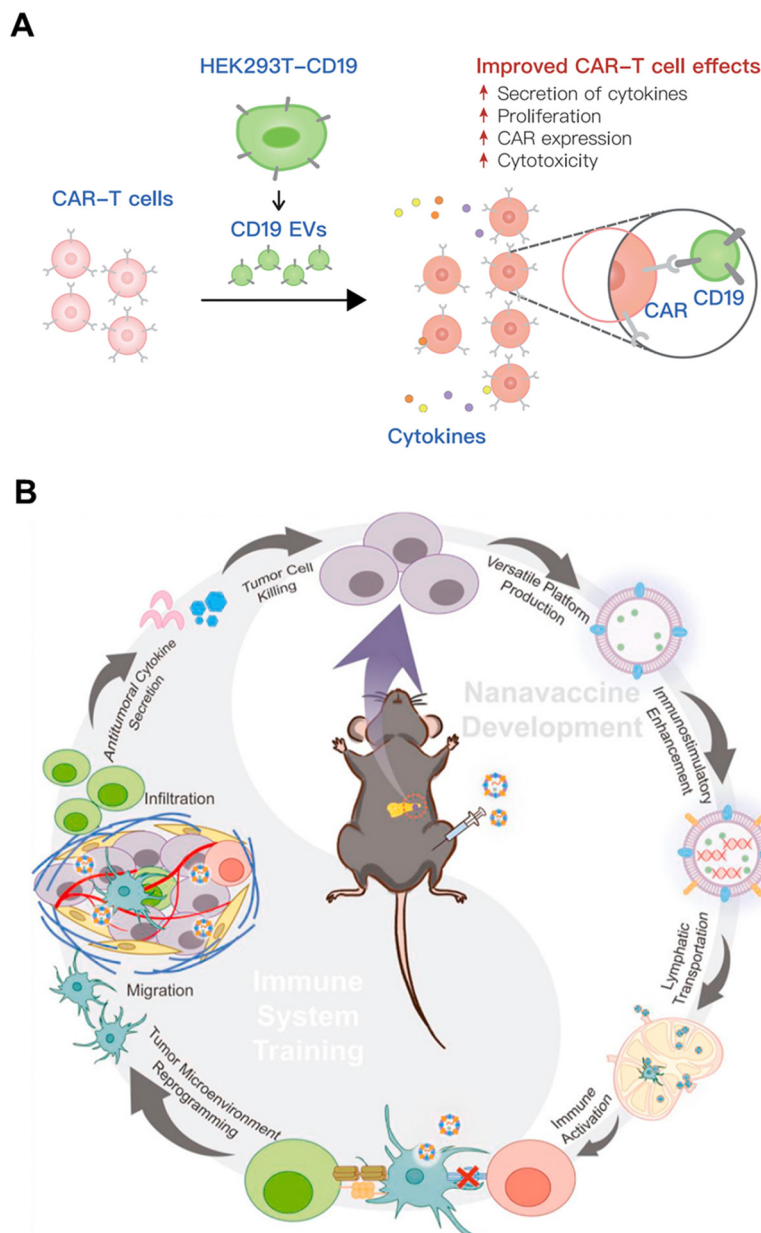 A
HEK293T–CD19
Improved CAR–T cell effects
Secretion of cytokines
Proliferation
CAR expression
Cytotoxicity
CAR–T cells
CD19 EVs
CAR
CD19
Cytokines
B
Tumor Cell
Killing
Versatile Platform
Production
Antitumoral Cytokine
Secretion
Nanavaccine
Development
Immunostimulatory
Enhancement
Infiltration
Lymphatic
Transportation
Migration
Immune
System
Training
Tumor Microenvironment
Reprogramming
Immune
Activation